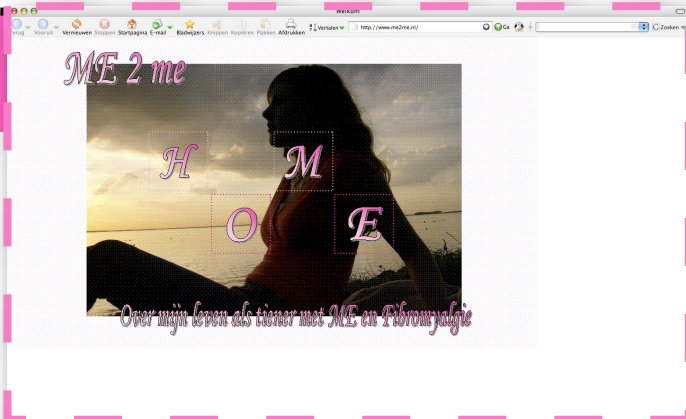 Welkom
Terug Vooruit Vernieuwen Stoppen Startpagina E-mail Bladwijzers Knippen Kopiëren Plakken Afdrukken Vertalen http://www.me2me.nl/ Ga Zoeken
ME 2 me
H M
O E
Over mijn leven als tiener met ME en Fibromyalgie